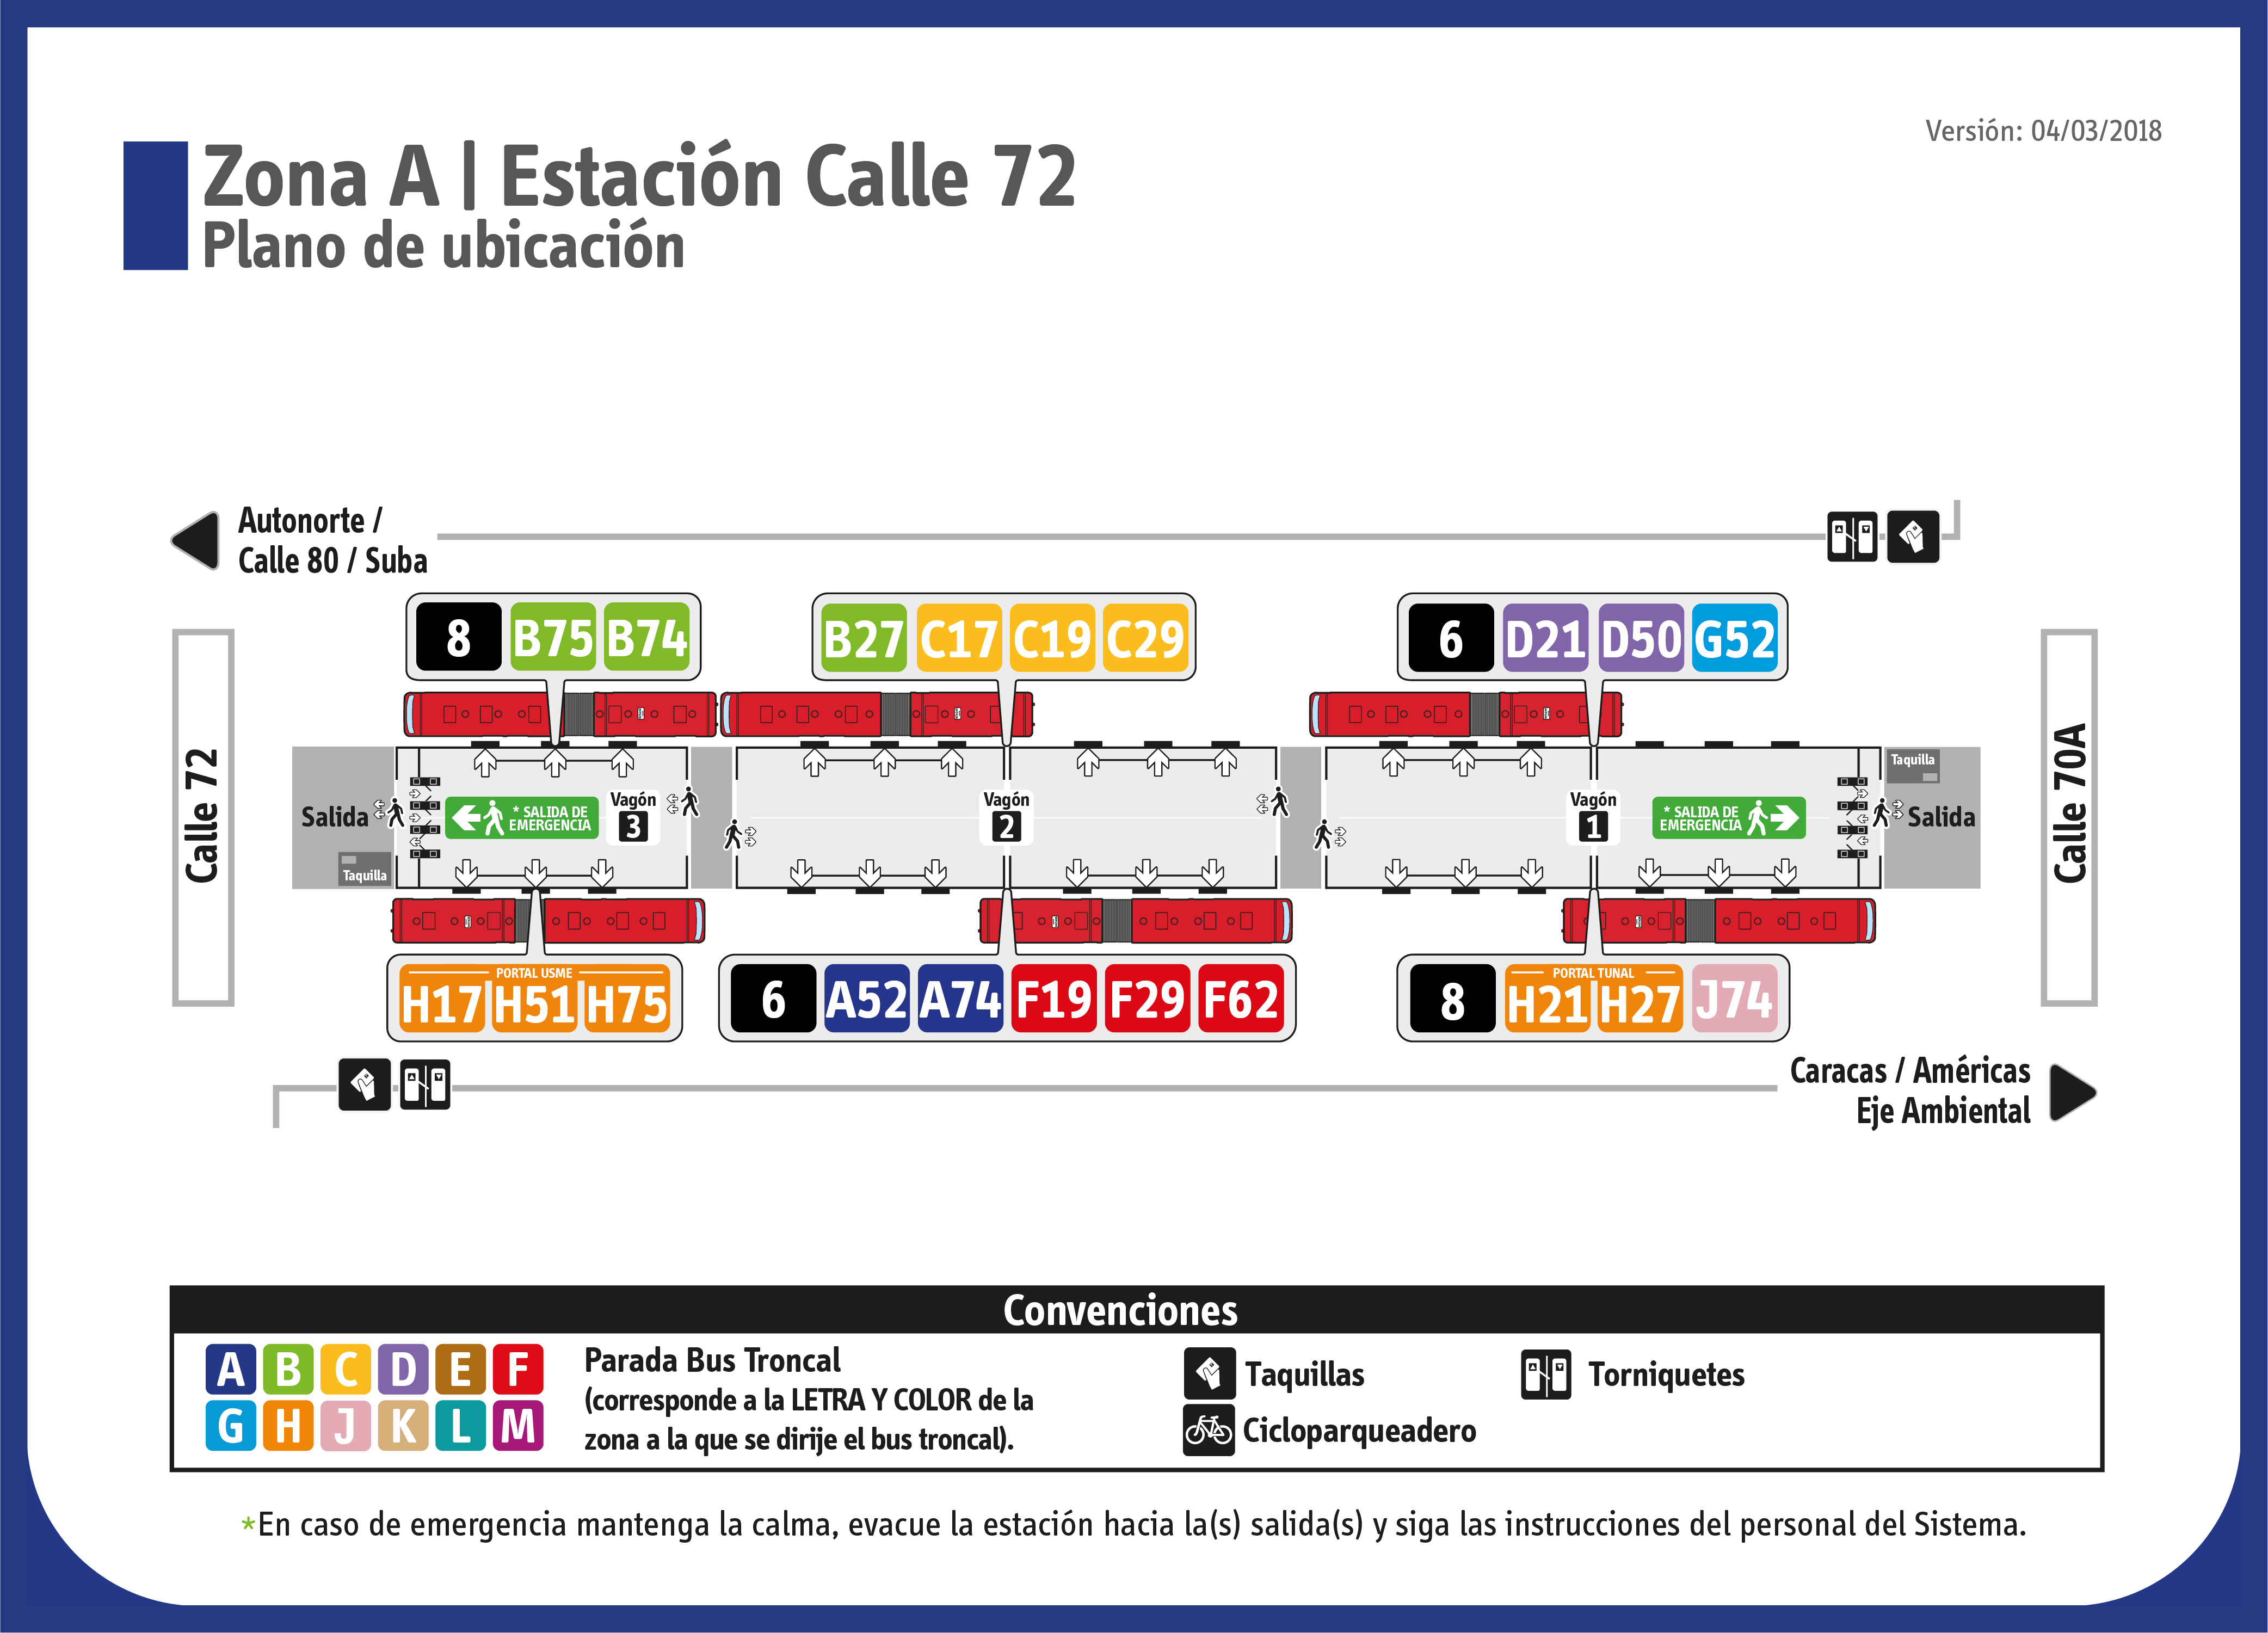 Versión: 04/03/2018
Zona A | Estación Calle 72
Plano de ubicación
Autonorte /
Calle 80 / Suba
8 B75 B74
B27 C17 C19 C29
6 D21 D50 G52
Calle 72
Salida
Taquilla
* SALIDA DE
EMERGENCIA
Vagón
3
Vagón
2
Vagón
1
* SALIDA DE
EMERGENCIA
Taquilla
Salida
Calle 70A
PORTAL USME
H17 H51 H75
6 A52 A74 F19 F29 F62
PORTAL TUNAL
8 H21 H27 J74
Caracas / Américas
Eje Ambiental
Convenciones
A B C D E F
G H J K L M
Parada Bus Troncal
(corresponde a la LETRA Y COLOR de la
zona a la que se dirije el bus troncal).
Taquillas
Cicloparqueadero
Torniquetes
*En caso de emergencia mantenga la calma, evacue la estación hacia la(s) salida(s) y siga las instrucciones del personal del Sistema.